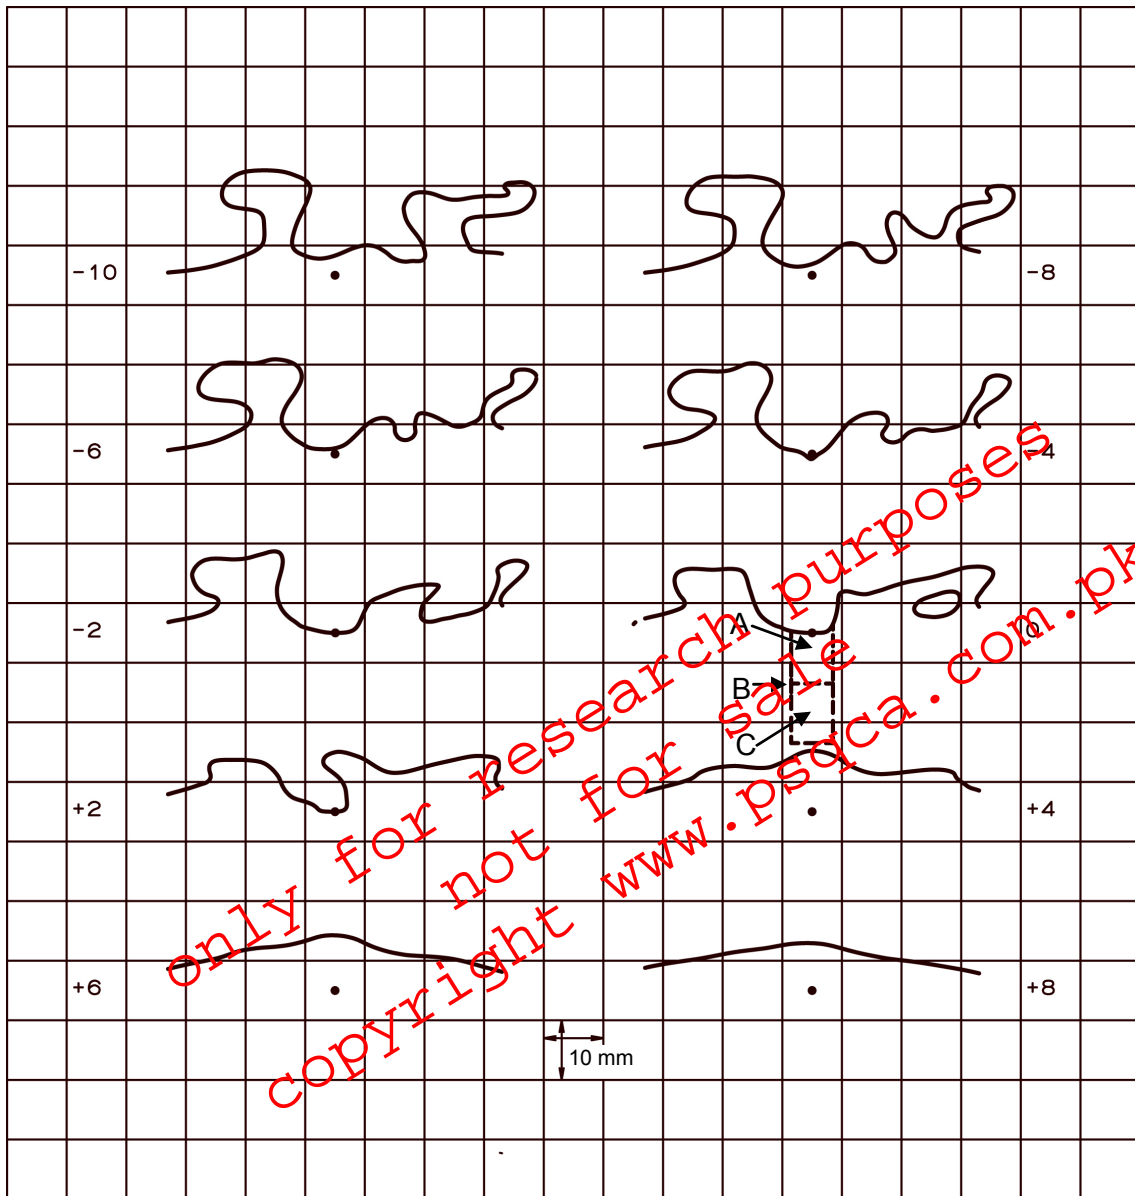 -10
-8
-6
-4
-2
0
A
B
C
+2
+4
+6
+8
10 mm
only for research purposes
not for sale
copyright www.psqca.com.pk